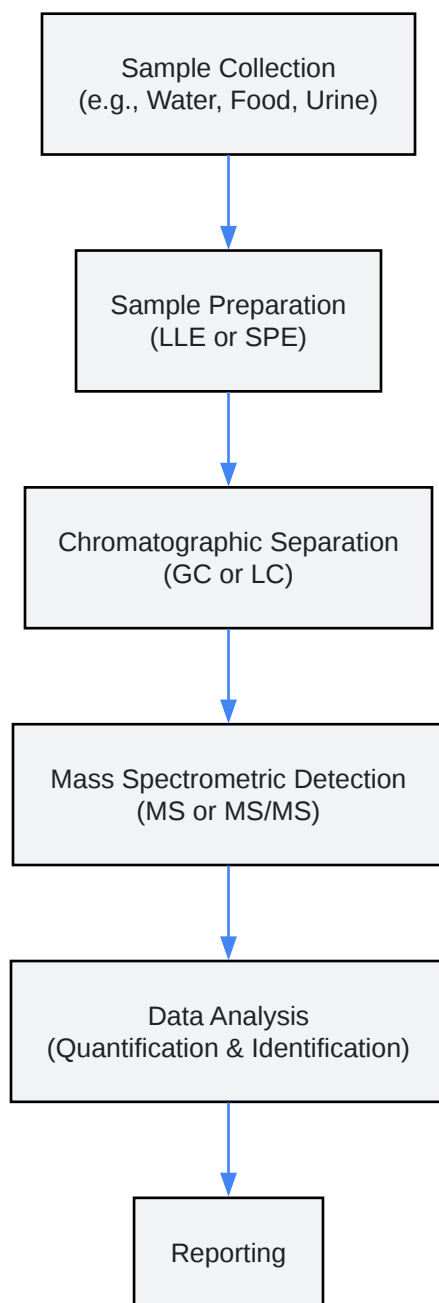 Sample Collection
(e.g., Water, Food, Urine)
Sample Preparation
(LLE or SPE)
Chromatographic Separation
(GC or LC)
Mass Spectrometric Detection
(MS or MS/MS)
Data Analysis
(Quantification & Identification)
Reporting